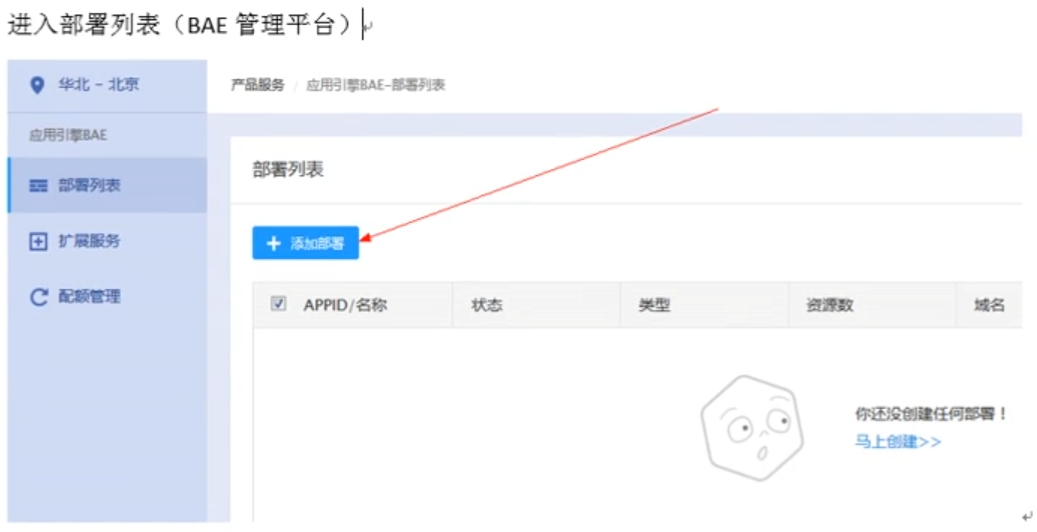 进入部署列表（BAE 管理平台）
华北 - 北京
产品服务 / 应用引擎BAE-部署列表
应用引擎BAE
部署列表
部署列表
扩展服务
添加部署
配额管理
APPID/名称 状态 类型 资源数 域名
你还没创建任何部署！
马上创建>>